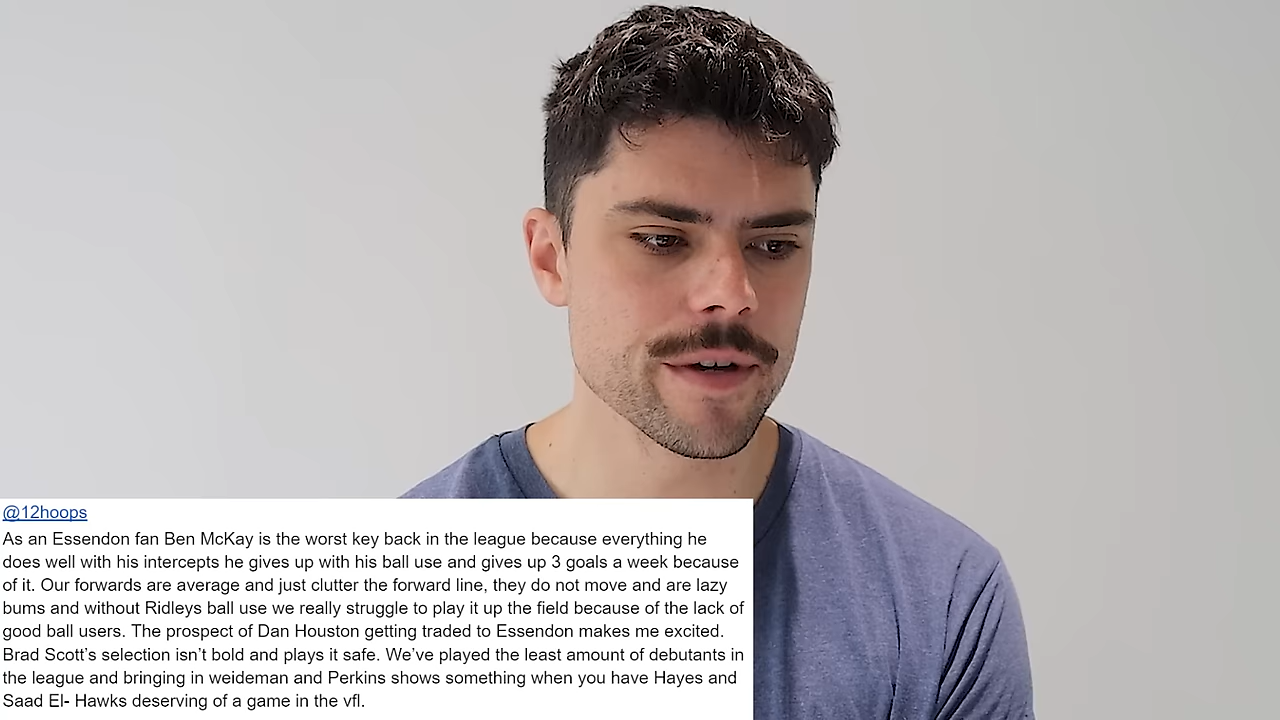 @12hoops
As an Essendon fan Ben McKay is the worst key back in the league because everything he
does well with his intercepts he gives up with his ball use and gives up 3 goals a week because
of it. Our forwards are average and just clutter the forward line, they do not move and are lazy
bums and without Ridleys ball use we really struggle to play it up the field because of the lack of
good ball users. The prospect of Dan Houston getting traded to Essendon makes me excited.
Brad Scott's selection isn't bold and plays it safe. We've played the least amount of debutants in
the league and bringing in weideman and Perkins shows something when you have Hayes and
Saad El- Hawks deserving of a game in the vfl.